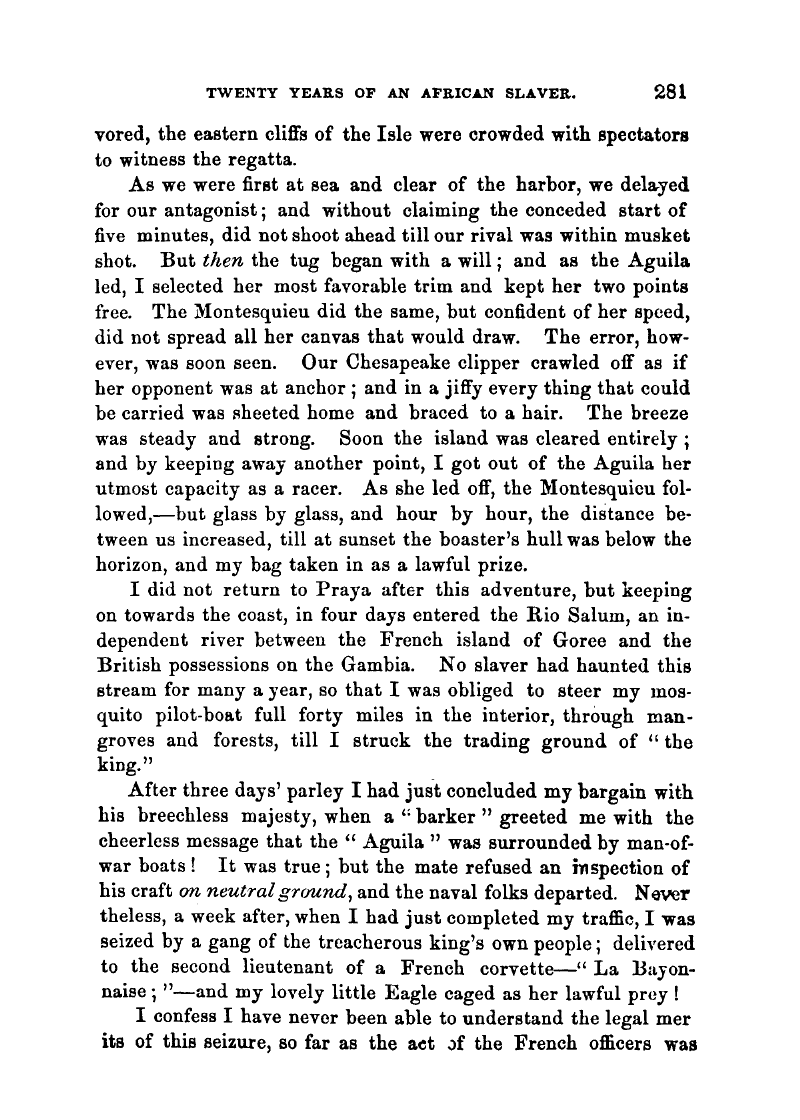 TWENTY YEARS OF AN AFRICAN SLAVER. 281
vored, the eastern cliffs of the Isle were crowded with spectators
to witness the regatta.
As we were first at sea and clear of the harbor, we delayed
for our antagonist; and without claiming the conceded start of
five minutes, did not shoot ahead till our rival was within musket
shot. But then the tug began with a will; and as the Aguila
led, I selected her most favorable trim and kept her two points
free. The Montesquieu did the same, but confident of her speed,
did not spread all her canvas that would draw. The error, how-
ever, was soon seen. Our Chesapeake clipper crawled off as if
her opponent was at anchor; and in a jiffy every thing that could
be carried was sheeted home and braced to a hair. The breeze
was steady and strong. Soon the island was cleared entirely;
and by keeping away another point, I got out of the Aguila her
utmost capacity as a racer. As she led off, the Montesquieu fol-
lowed,—but glass by glass, and hour by hour, the distance be-
tween us increased, till at sunset the boaster's hull was below the
horizon, and my bag taken in as a lawful prize.
I did not return to Praya after this adventure, but keeping
on towards the coast, in four days entered the Rio Salum, an in-
dependent river between the French island of Goree and the
British possessions on the Gambia. No slaver had haunted this
stream for many a year, so that I was obliged to steer my mos-
quito pilot-boat full forty miles in the interior, through man-
groves and forests, till I struck the trading ground of "the
king."
After three days' parley I had just concluded my bargain with
his breechless majesty, when a "barker" greeted me with the
cheerless message that the "Aguila" was surrounded by man-of-
war boats! It was true; but the mate refused an inspection of
his craft on neutral ground, and the naval folks departed. Never
theless, a week after, when I had just completed my traffic, I was
seized by a gang of the treacherous king's own people; delivered
to the second lieutenant of a French corvette—"La Bayon-
naise;"—and my lovely little Eagle caged as her lawful prey!
I confess I have never been able to understand the legal mer
its of this seizure, so far as the act of the French officers was